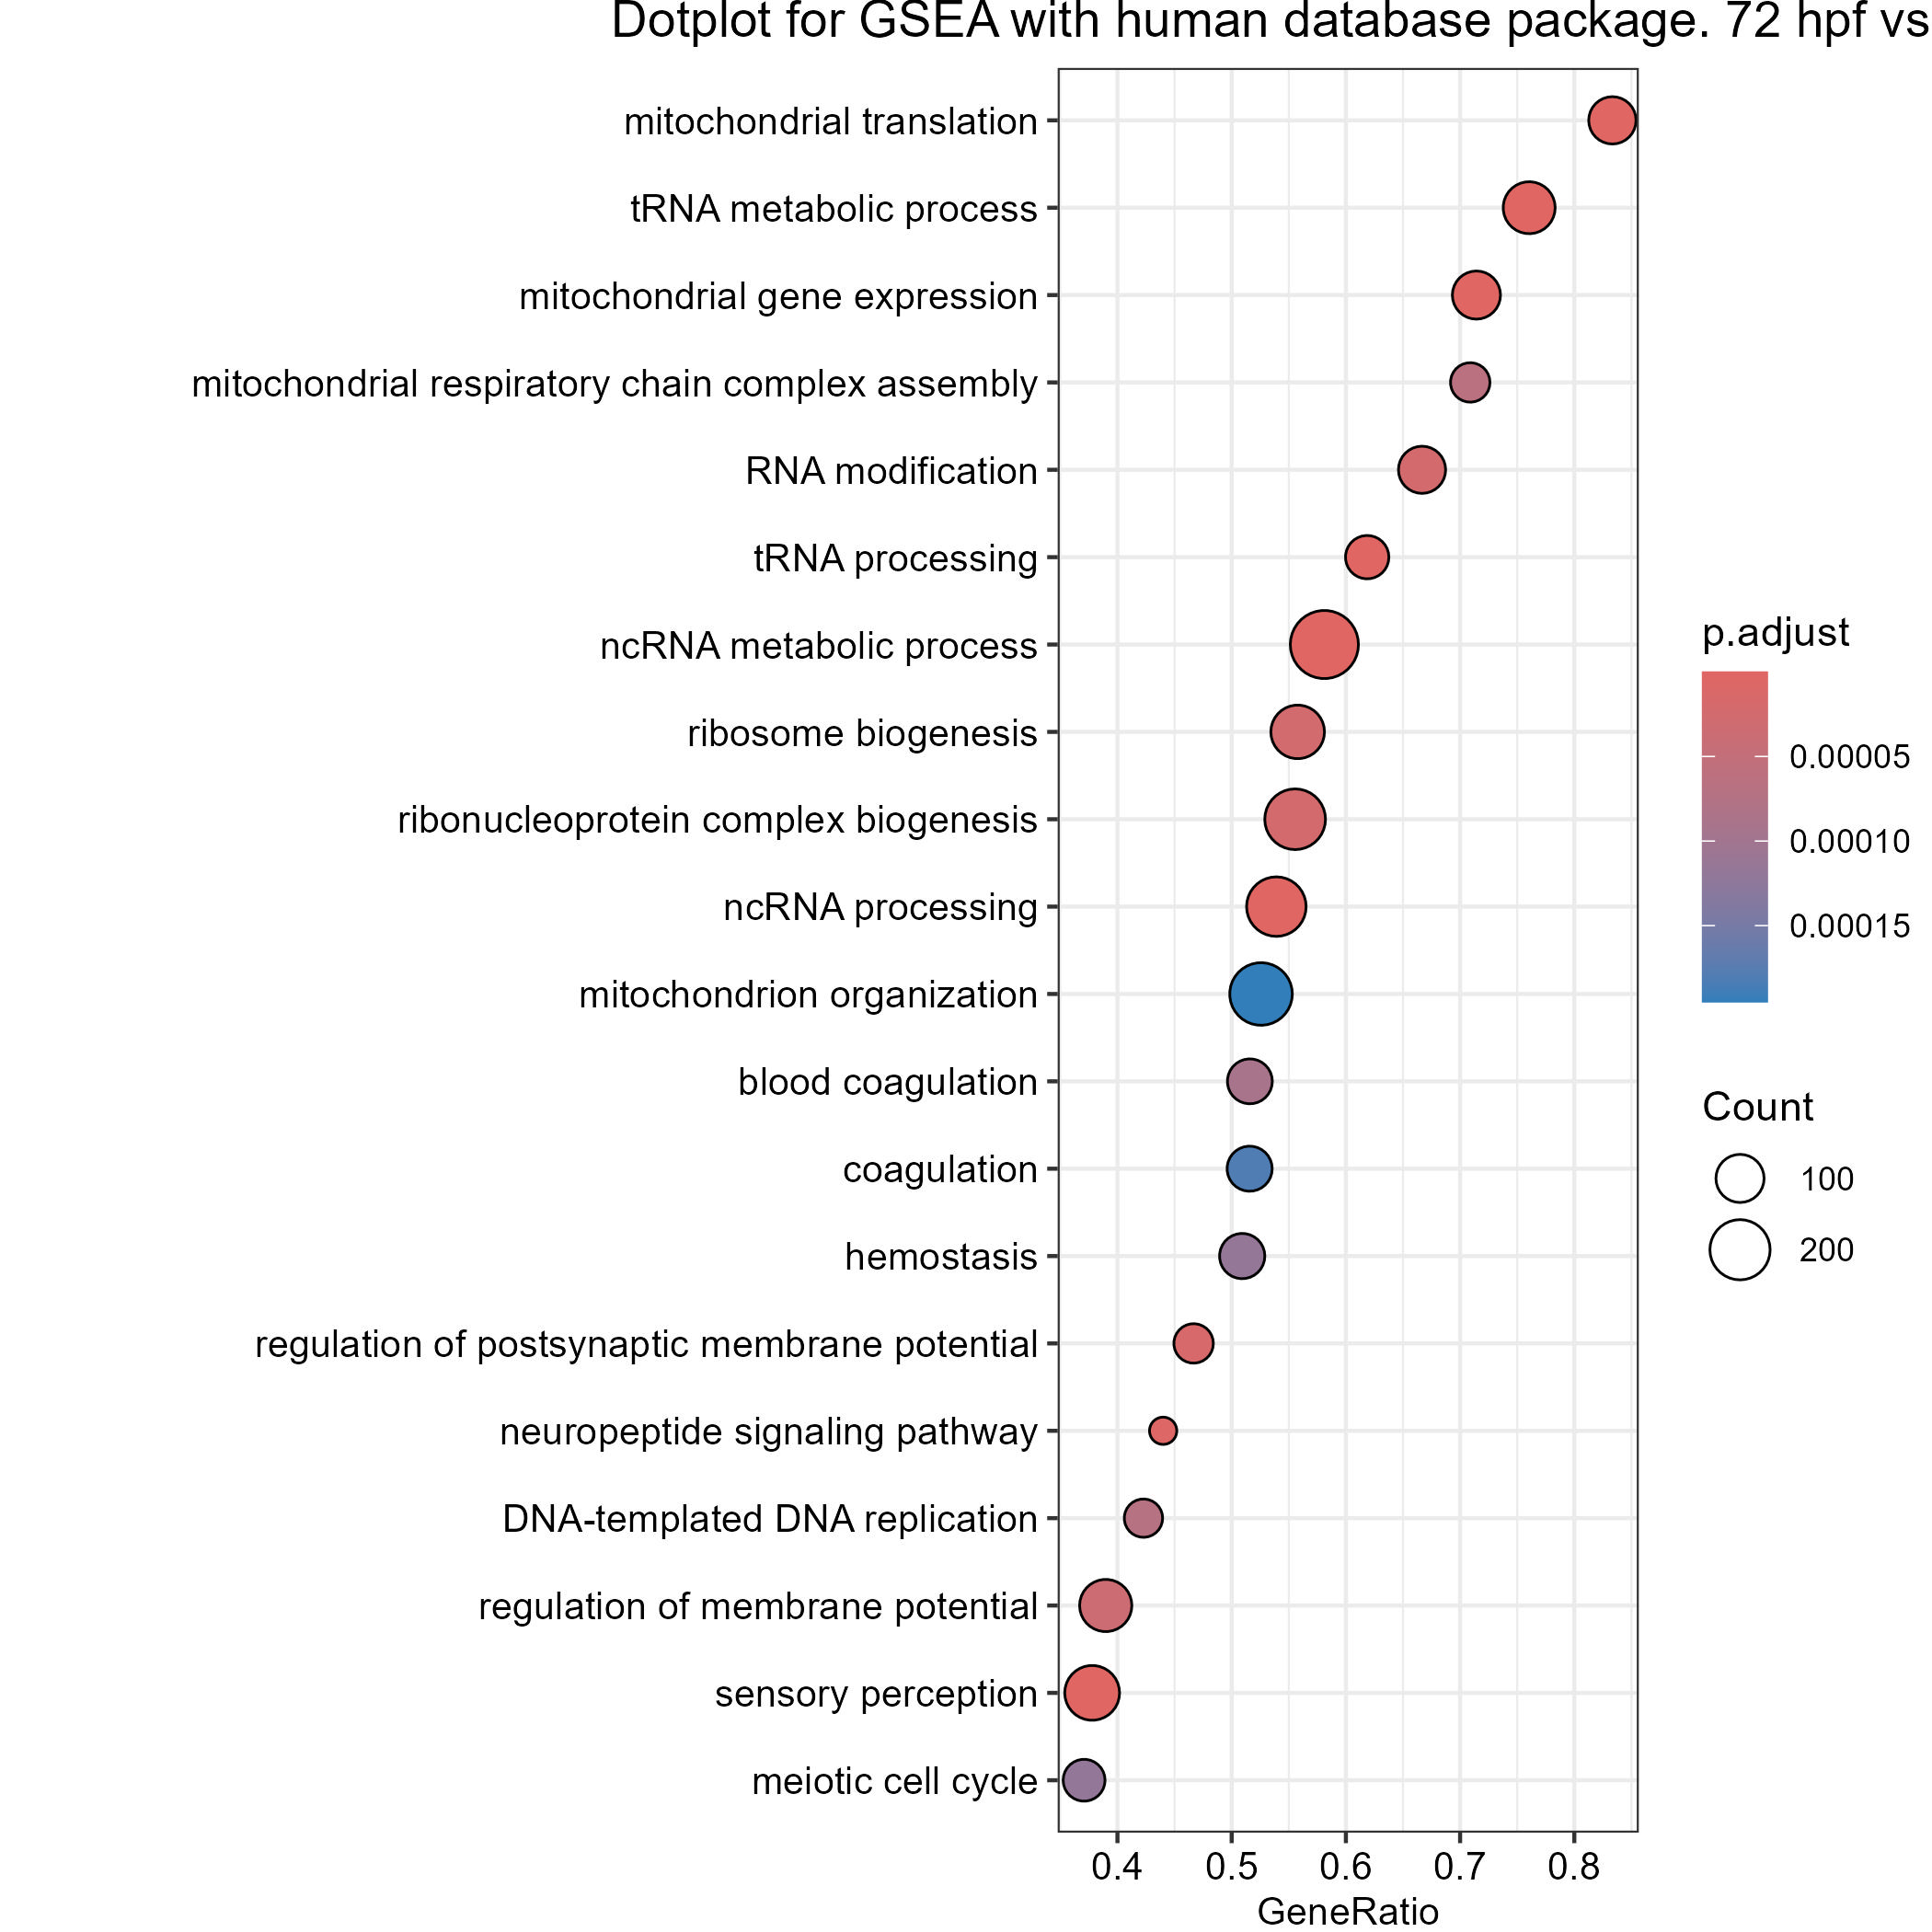 Dotplot for GSEA with human database package. 72 hpf vs
mitochondrial translation
tRNA metabolic process
mitochondrial gene expression
mitochondrial respiratory chain complex assembly
RNA modification
tRNA processing
ncRNA metabolic process
ribosome biogenesis
ribonucleoprotein complex biogenesis
ncRNA processing
mitochondrion organization
blood coagulation
coagulation
hemostasis
regulation of postsynaptic membrane potential
neuropeptide signaling pathway
DNA-templated DNA replication
regulation of membrane potential
sensory perception
meiotic cell cycle
0.4 0.5 0.6 0.7 0.8
GeneRatio
p.adjust
0.00005
0.00010
0.00015
Count
100
200